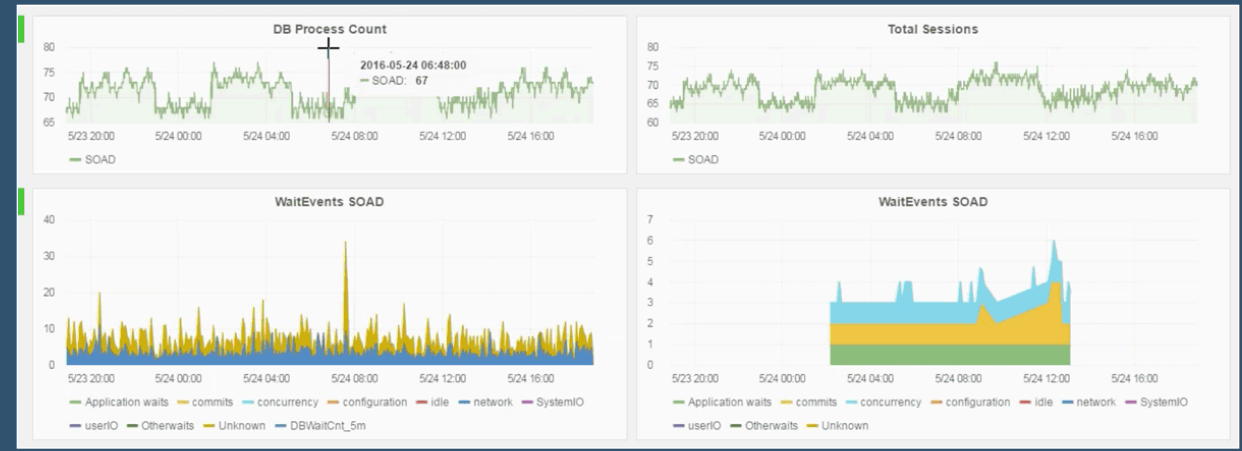 DB Process Count
80
75
70
65
2016-05-24 06:48:00
SOAD: 67
5/23 20:00 5/24 00:00 5/24 04:00 5/24 08:00 5/24 12:00 5/24 16:00
SOAD
Total Sessions
80
75
70
65
60
5/23 20:00 5/24 00:00 5/24 04:00 5/24 08:00 5/24 12:00 5/24 16:00
SOAD
WaitEvents SOAD
40
30
20
10
0
5/23 20:00 5/24 00:00 5/24 04:00 5/24 08:00 5/24 12:00 5/24 16:00
Application waits commits concurrency configuration idle network SystemIO
userIO Otherwaits Unknown DBWaitCnt_5m
WaitEvents SOAD
7
6
5
4
3
2
1
0
5/23 20:00 5/24 00:00 5/24 04:00 5/24 08:00 5/24 12:00 5/24 16:00
Application waits commits concurrency configuration idle network SystemIO
userIO Otherwaits Unknown